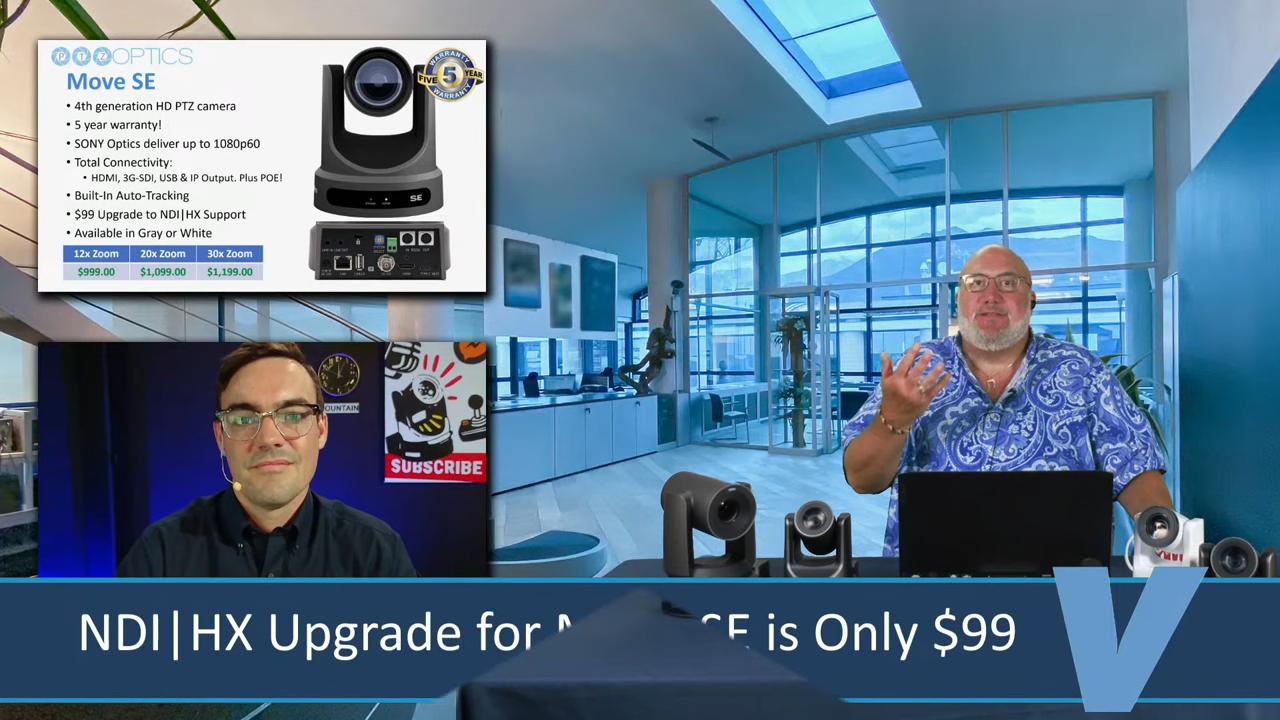 PTZOPTICS
Move SE
• 4th generation HD PTZ camera
• 5 year warranty!
• SONY Optics deliver up to 1080p60
• Total Connectivity:
• HDMI, 3G-SDI, USB & IP Output. Plus POE!
• Built-In Auto-Tracking
• $99 Upgrade to NDI|HX Support
• Available in Gray or White
12x Zoom 20x Zoom 30x Zoom
$999.00 $1,099.00 $1,199.00
WARRANTY
FIVE 5 YEAR
WARRANTY
SE
OUNTAIN
SUBSCRIBE
NDI|HX Upgrade for SE is Only $99
V